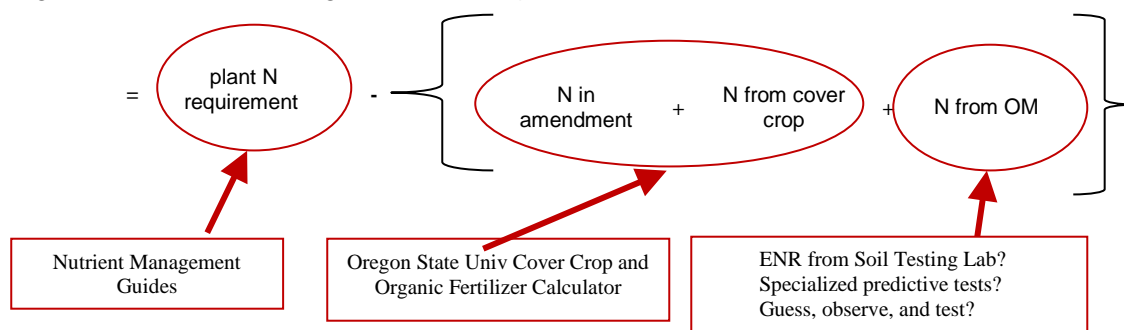 =
plant N
requirement
-
N in
amendment
+
N from cover
crop
+
N from OM
Nutrient Management
Guides
Oregon State Univ Cover Crop and
Organic Fertilizer Calculator
ENR from Soil Testing Lab?
Specialized predictive tests?
Guess, observe, and test?